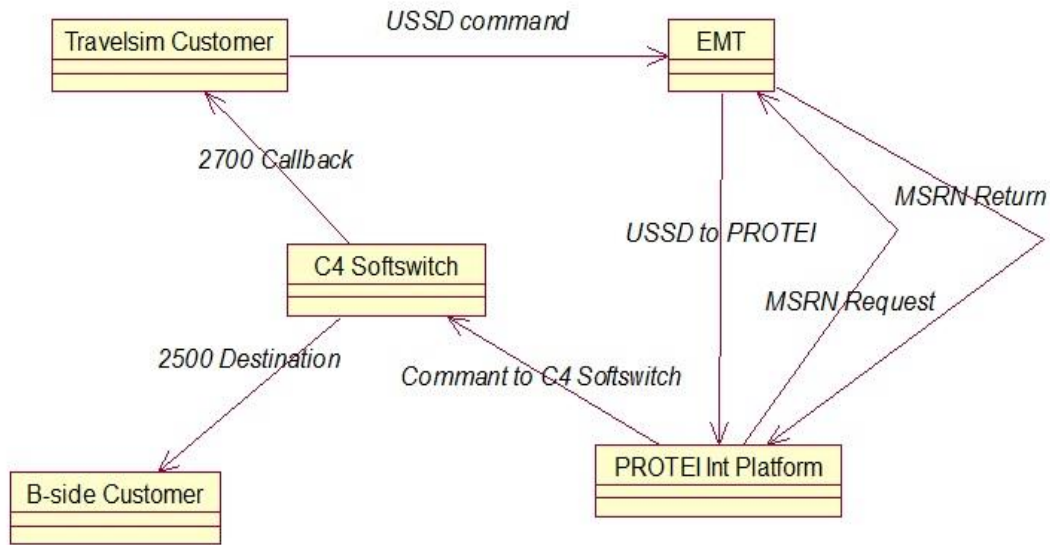 USSD command
Travelsim Customer
EMT
2700 Callback
MSRN Return
USSD to PROTEI
C4 Softswitch
MSRN Request
2500 Destination
Commant to C4 Softswitch
PROTEI Int Platform
B-side Customer